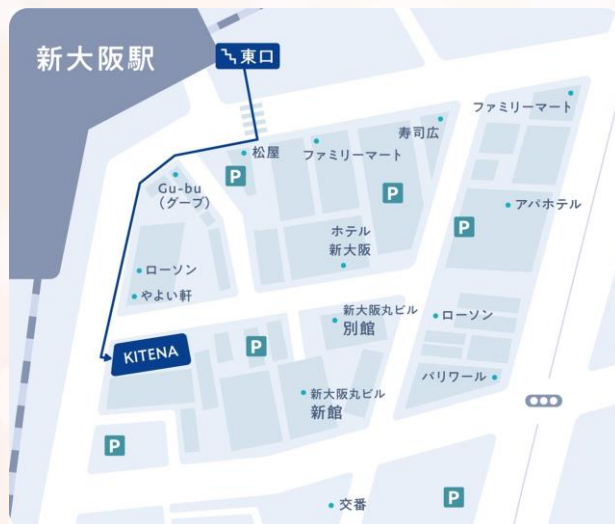 新大阪駅
東口
ファミリーマート
寿司広
松屋
ファミリーマート
P
P
Gu-bu
(グーブ)
アパホテル
P
ホテル
新大阪
ローソン
やよい軒
新大阪丸ビル
別館
ローソン
KITENA
P
バリワール
新大阪丸ビル
新館
P
P
交番